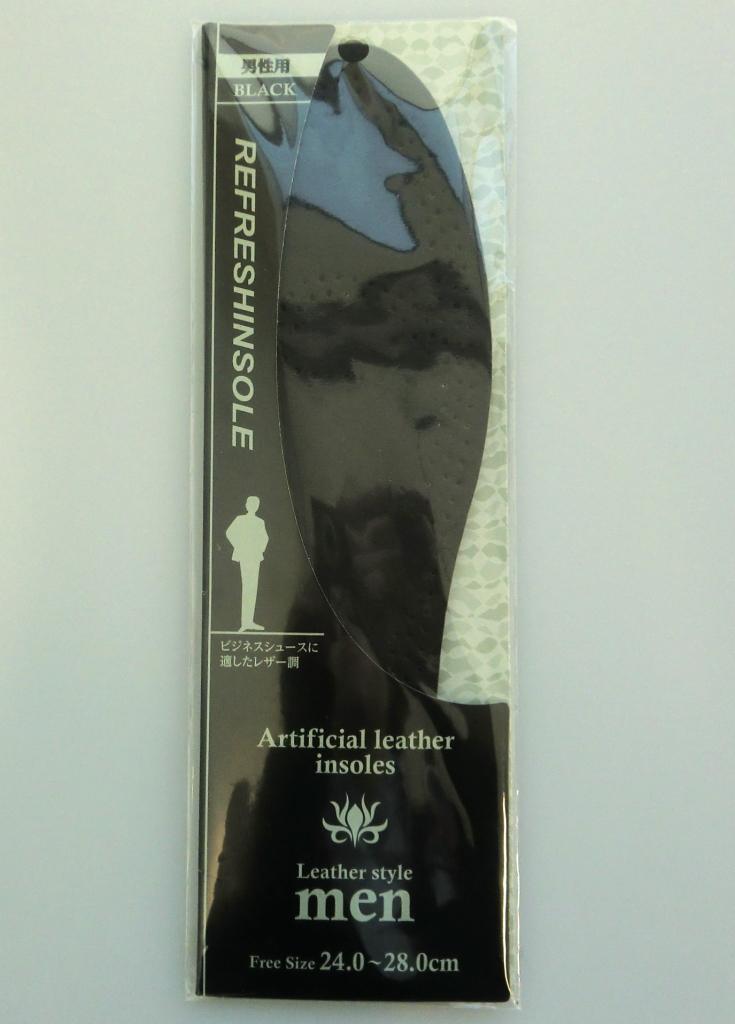 男性用
BLACK
REFRESHINSOLE
ビジネスシューズに
適したレザー調
Artificial leather
insoles
Leather style
men
Free Size 24.0~28.0cm